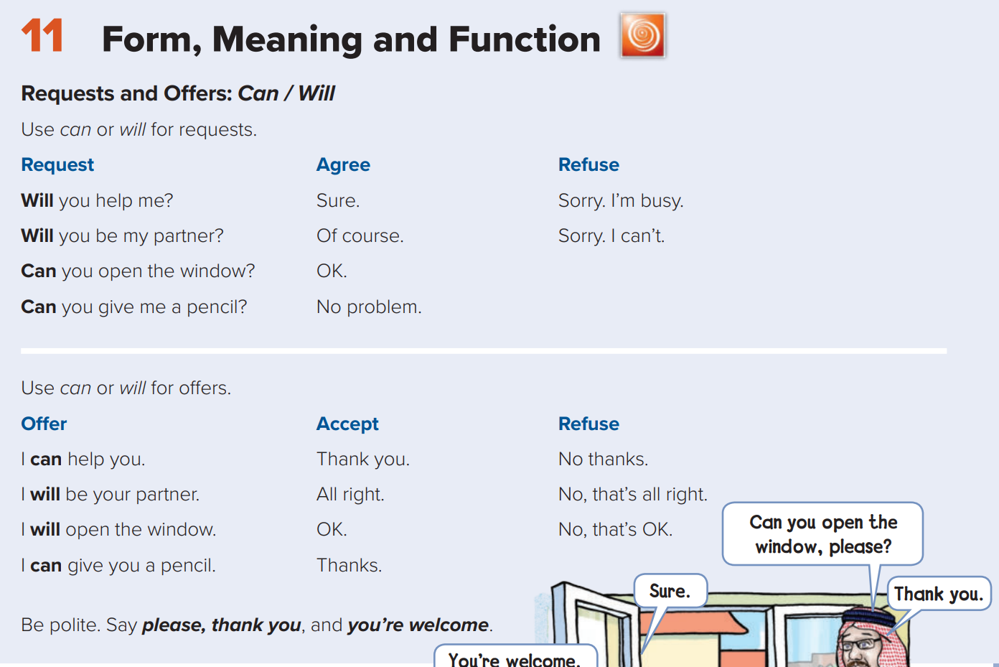 11 Form, Meaning and Function
Requests and Offers: Can / Will
Use can or will for requests.
Request Agree Refuse
Will you help me? Sure. Sorry. I'm busy.
Will you be my partner? Of course. Sorry. I can't.
Can you open the window? OK.
Can you give me a pencil? No problem.
Use can or will for offers.
Offer Accept Refuse
I can help you. Thank you. No thanks.
I will be your partner. All right. No, that's all right.
I will open the window. OK. No, that's OK.
I can give you a pencil. Thanks.
Be polite. Say please, thank you, and you're welcome.
Can you open the
window, please?
Sure.
Thank you.
You're welcome.